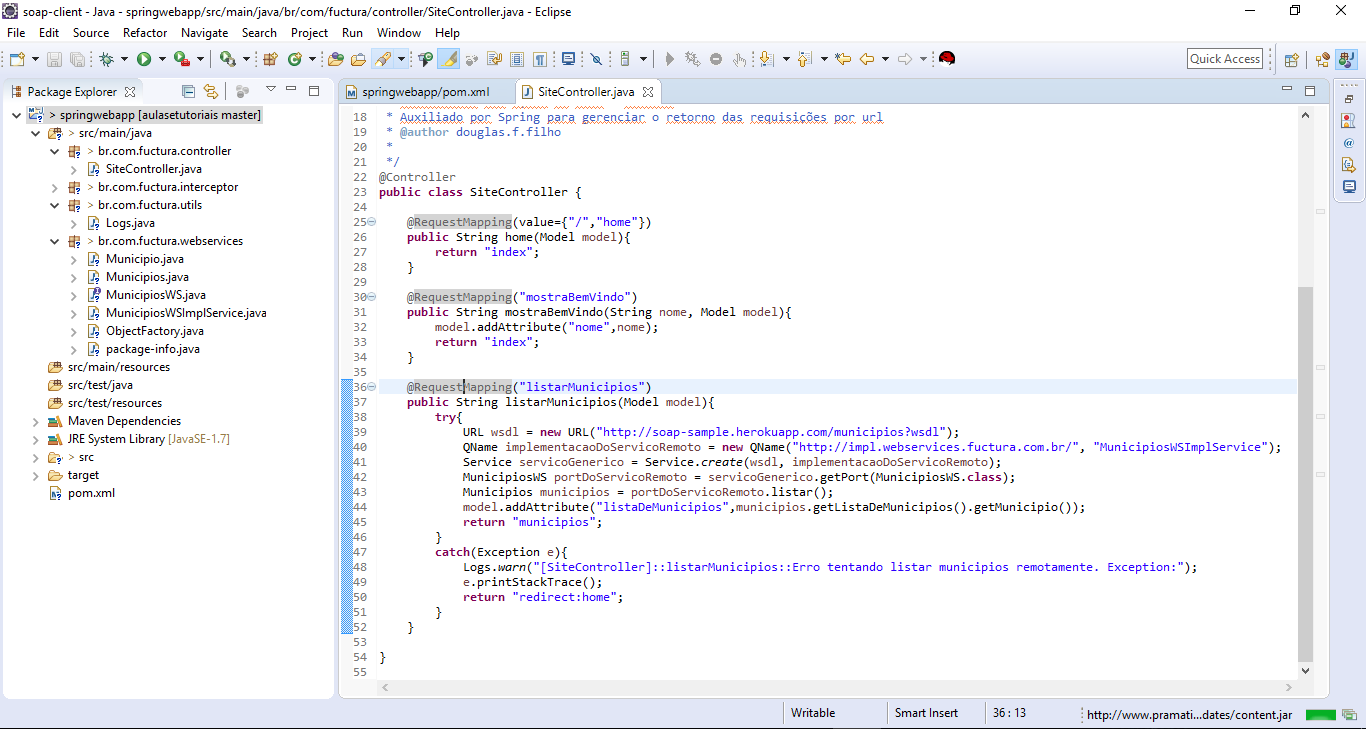 soap-client - Java - springwebapp/src/main/java/br/com/fuctura/controller/SiteController.java - Eclipse
File Edit Source Refactor Navigate Search Project Run Window Help
Quick Access
Package Explorer
springwebapp/pom.xml
SiteController.java
> springwebapp [aulasetutoriais master]
> src/main/java
> br.com.fuctura.controller
SiteController.java
> br.com.fuctura.interceptor
> br.com.fuctura.utils
Logs.java
> br.com.fuctura.webservices
Municipio.java
Municipios.java
MunicipiosWS.java
MunicipiosWSImplService.java
ObjectFactory.java
package-info.java
src/main/resources
src/test/java
src/test/resources
Maven Dependencies
JRE System Library [JavaSE-1.7]
> src
target
pom.xml
18 * Auxiliado por Spring para gerenciar o retorno das requisições por url
19 * @author douglas.f.filho
20 *
21 */
22 @Controller
23 public class SiteController {
24
25 @RequestMapping(value={"/","home"})
26 public String home(Model model){
27 return "index";
28 }
29
30 @RequestMapping("mostraBemVindo")
31 public String mostraBemVindo(String nome, Model model){
32 model.addAttribute("nome",nome);
33 return "index";
34 }
35
36 @RequestMapping("listarMunicipios")
37 public String listarMunicipios(Model model){
38 try{
39 URL wsdl = new URL("http://soap-sample.herokuapp.com/municipios?wsdl");
40 QName implementacaoDoServicoRemoto = new QName("http://impl.webservices.fuctura.com.br/", "MunicipiosWSImplService");
41 Service servicoGenerico = Service.create(wsdl, implementacaoDoServicoRemoto);
42 MunicipiosWS portDoServicoRemoto = servicoGenerico.getPort(MunicipiosWS.class);
43 Municipios municipios = portDoServicoRemoto.listar();
44 model.addAttribute("listaDeMunicipios",municipios.getListaDeMunicipios().getMunicipio());
45 return "municipios";
46 }
47 catch(Exception e){
48 Logs.warn("[SiteController]::listarMunicipios::Erro tentando listar municipios remotamente. Exception:");
49 e.printStackTrace();
50 return "redirect:home";
51 }
52 }
53
54 }
55
Writable
Smart Insert
36 : 13
http://www.pramati...dates/content.jar